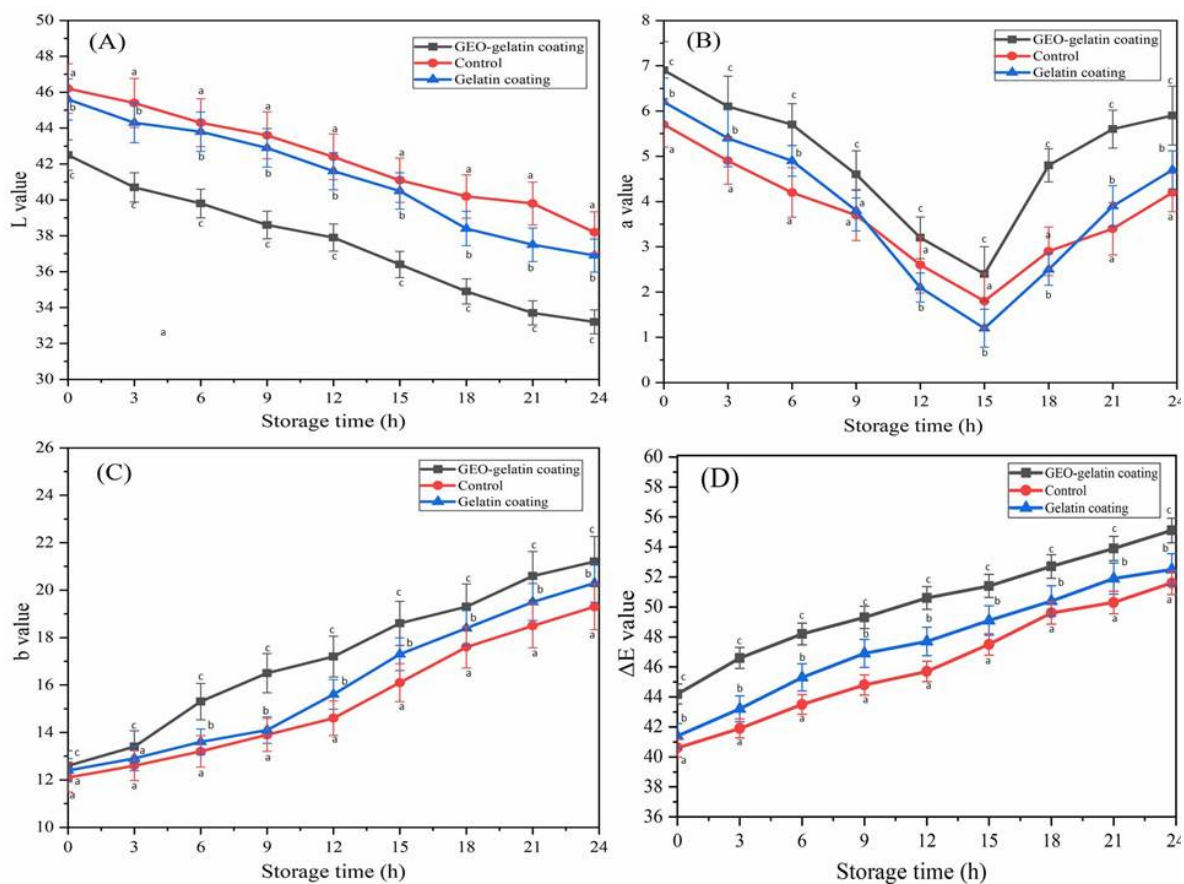 (A)
GEO-gelatin coating
Control
Gelatin coating
50
48
46
44
42
40
38
36
34
32
30
L value
a a a a a a a a a
b b b b b b b b b
c c c c c c c c c
a
0 3 6 9 12 15 18 21 24
Storage time (h)
(B)
GEO-gelatin coating
Control
Gelatin coating
8
7
6
5
4
3
2
1
0
a value
c c c c c c c c c
b b b a b b b b b
a a a a a a a a a
0 3 6 9 12 15 18 21 24
Storage time (h)
(C)
GEO-gelatin coating
Control
Gelatin coating
26
24
22
20
18
16
14
12
10
b value
c c c c c c c c c
a a b b b b b b b
a a a a a a a a a
0 3 6 9 12 15 18 21 24
Storage time (h)
(D)
GEO-gelatin coating
Control
Gelatin coating
60
58
56
54
52
50
48
46
44
42
40
38
36
ΔE value
c c c c c c c c c
b b b b b b b b b
a a a a a a a a a
0 3 6 9 12 15 18 21 24
Storage time (h)